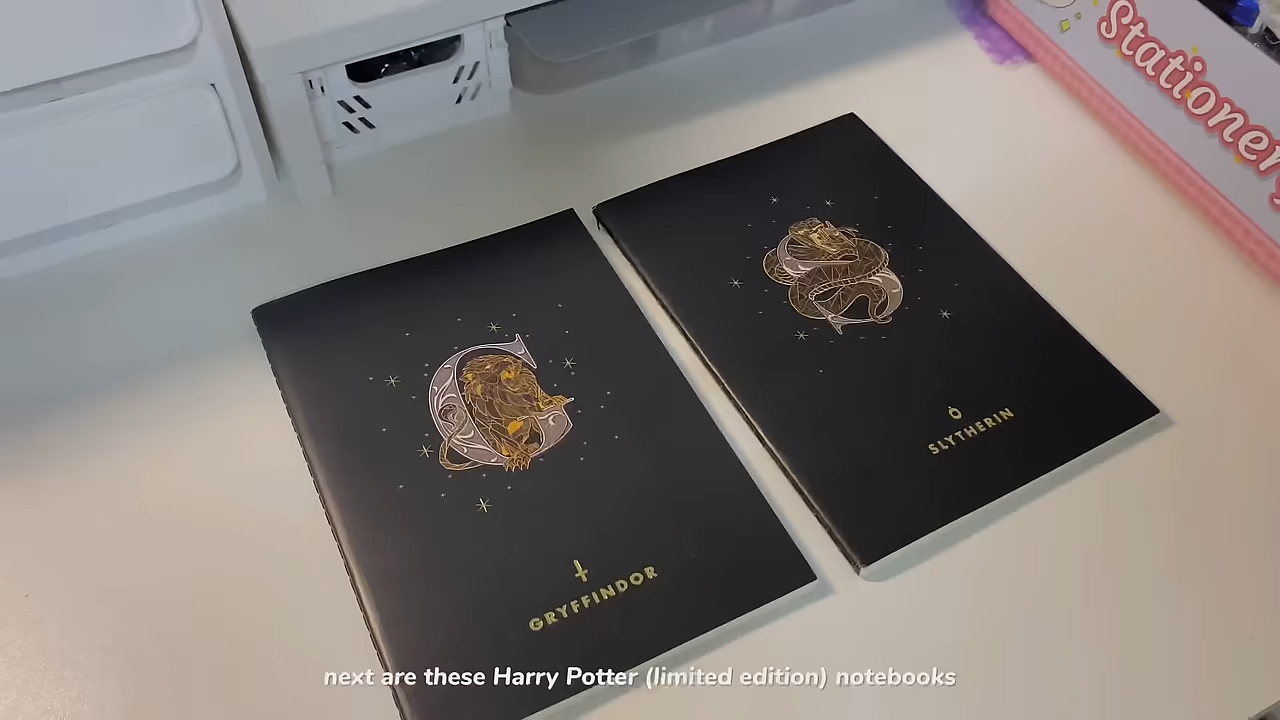 Stationery
SLYTHERIN
GRYFFINDOR
next are these Harry Potter (limited edition) notebooks